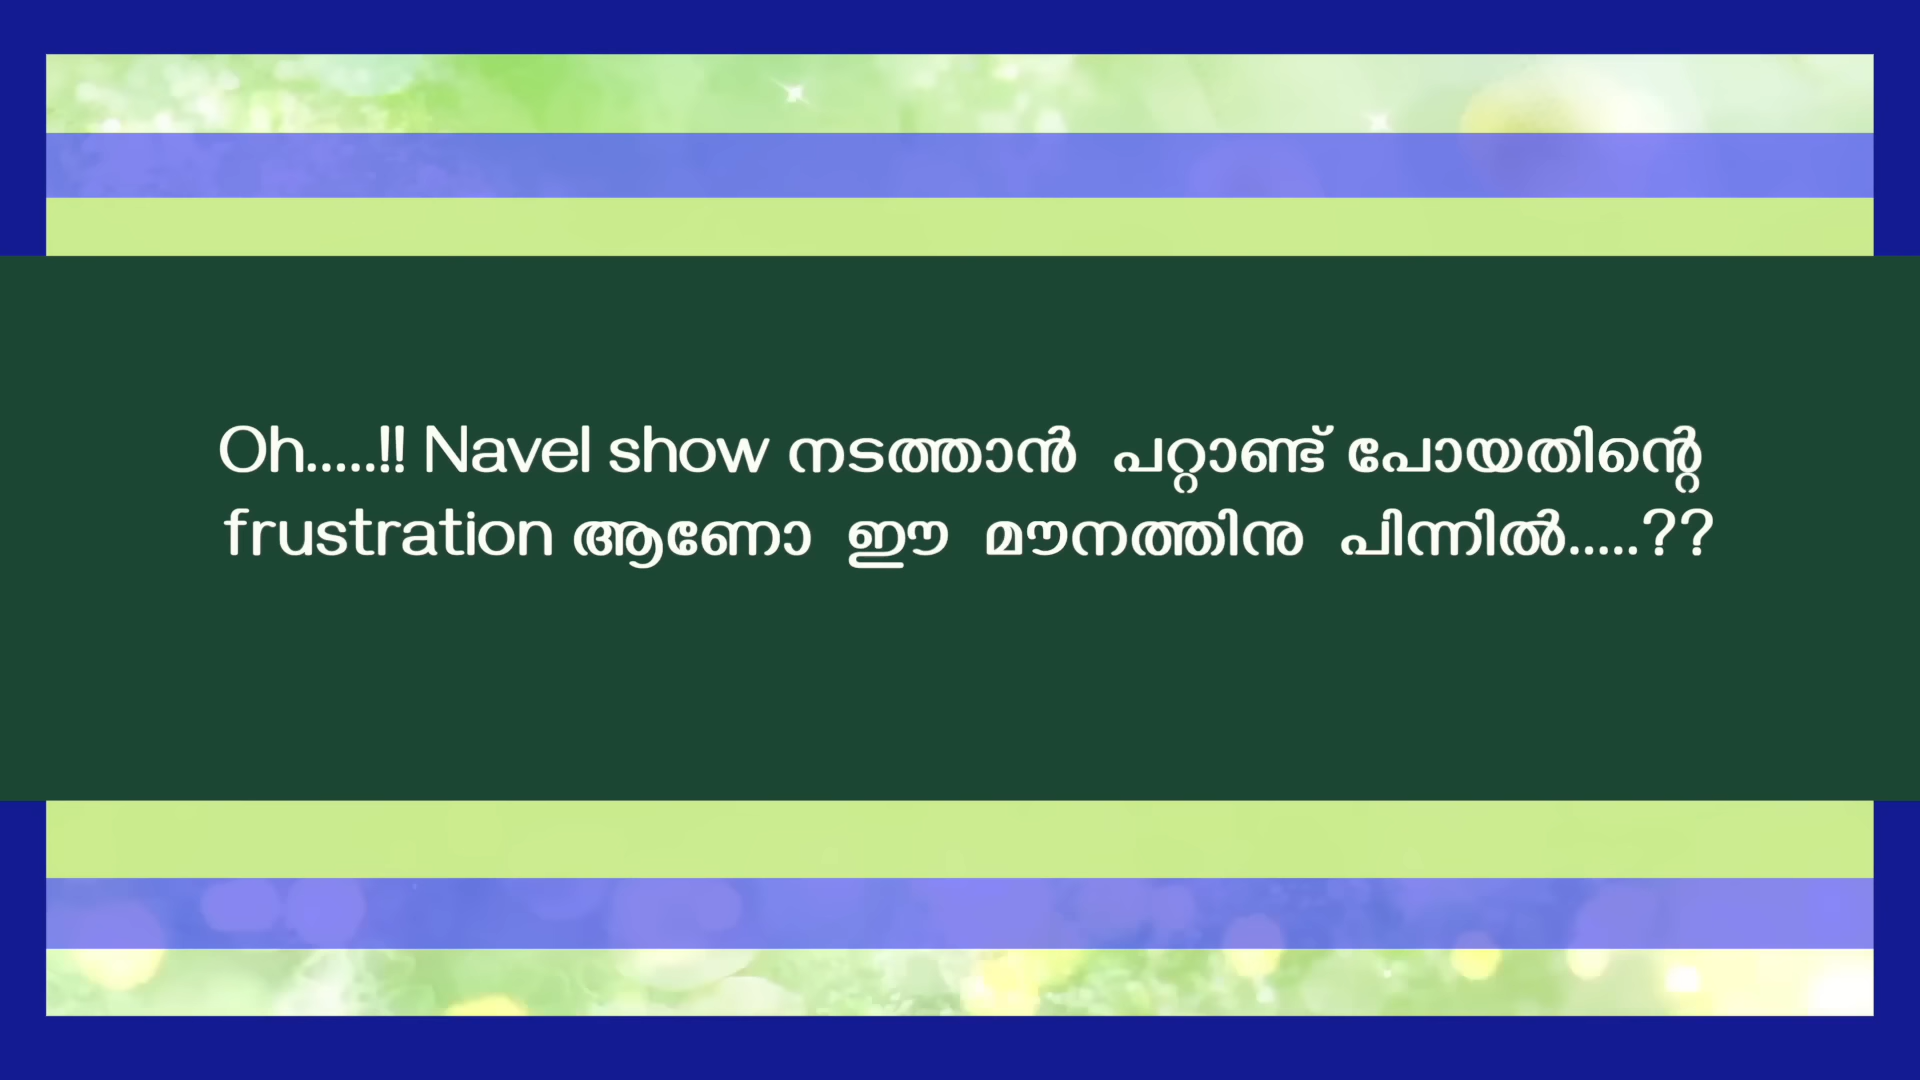 Oh.....!! Navel show നടത്താൻ പറ്റാണ്ട് പോയതിന്റെ
frustration ആണോ ഈ മൗനത്തിനു പിന്നിൽ.....??